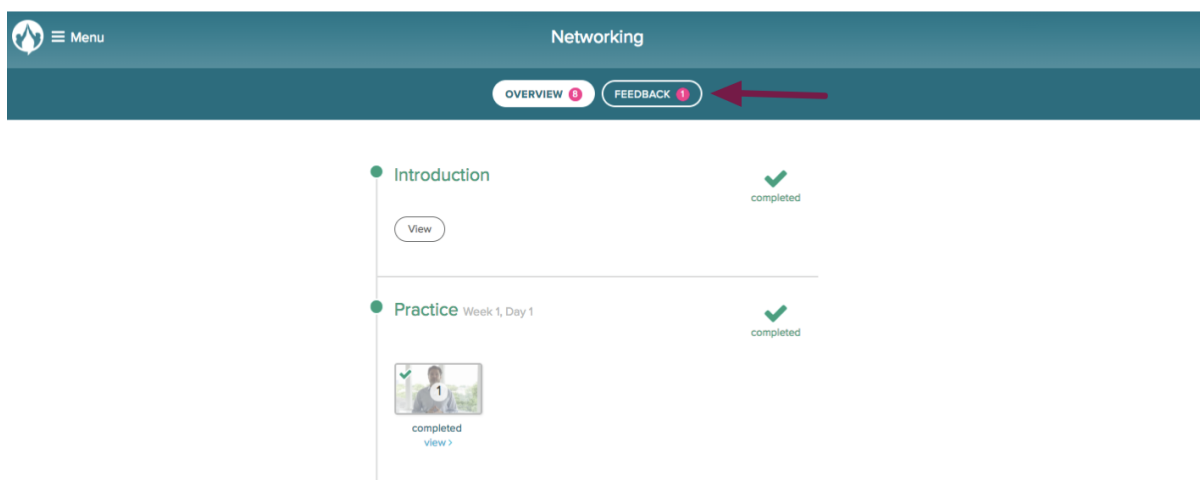 Menu
Networking
OVERVIEW 8
FEEDBACK 1
Introduction
completed
View
Practice Week 1, Day 1
completed
1
completed
view >